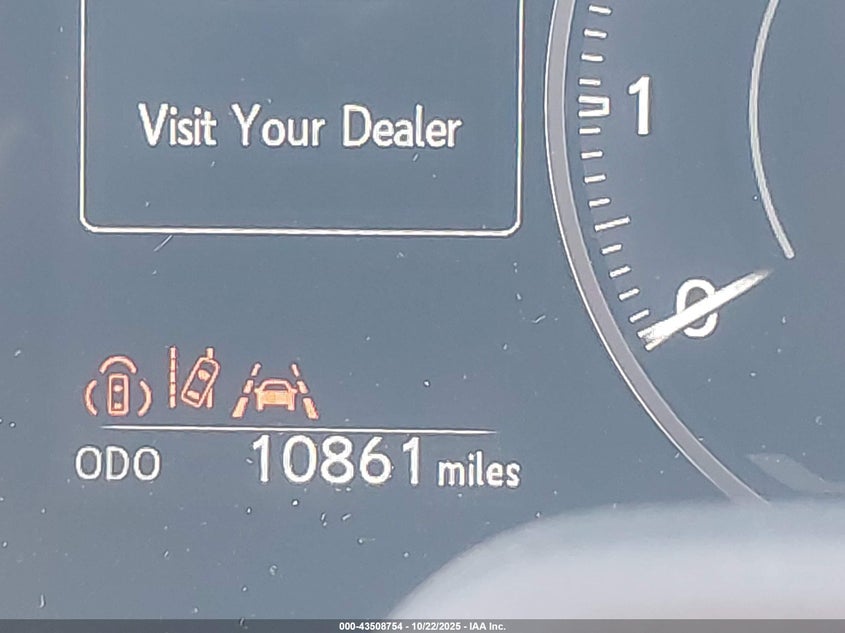 Visit Your Dealer
1
0
ODO 10861 miles
000-43508754 - 10/22/2025 - IAA Inc.